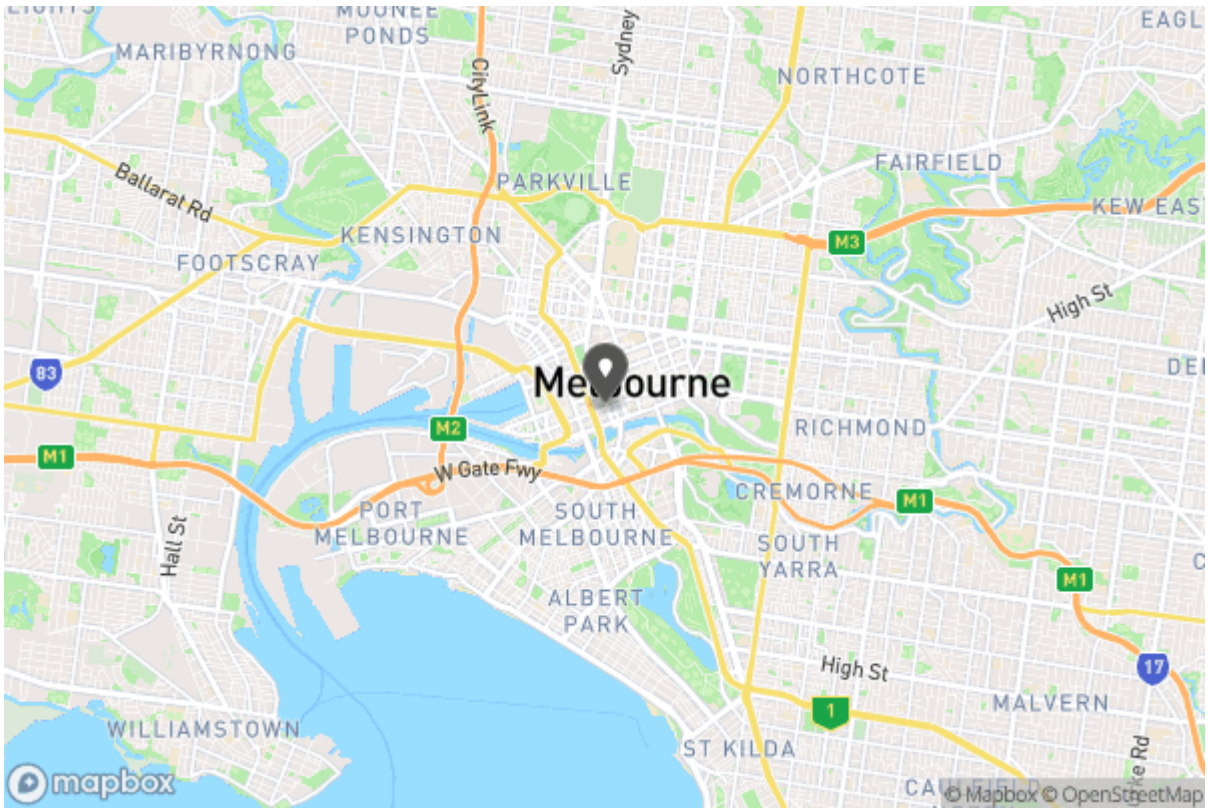 MOONEE
PONDS
MARIBYRNONG
CityLink
Sydney
EAGL
NORTHCOTE
Ballarat Rd
PARKVILLE
FAIRFIELD
KEW EAST
KENSINGTON
M3
FOOTSCRAY
High St
83
Melbourne
DE
M2
RICHMOND
M1
W Gate Fwy
CREMORNE
M1
PORT
MELBOURNE
SOUTH
MELBOURNE
Hall St
SOUTH
YARRA
M1
ALBERT
PARK
High St
17
MALVERN
1
WILLIAMSTOWN
ST KILDA
mapbox
© Mapbox © OpenStreetMap